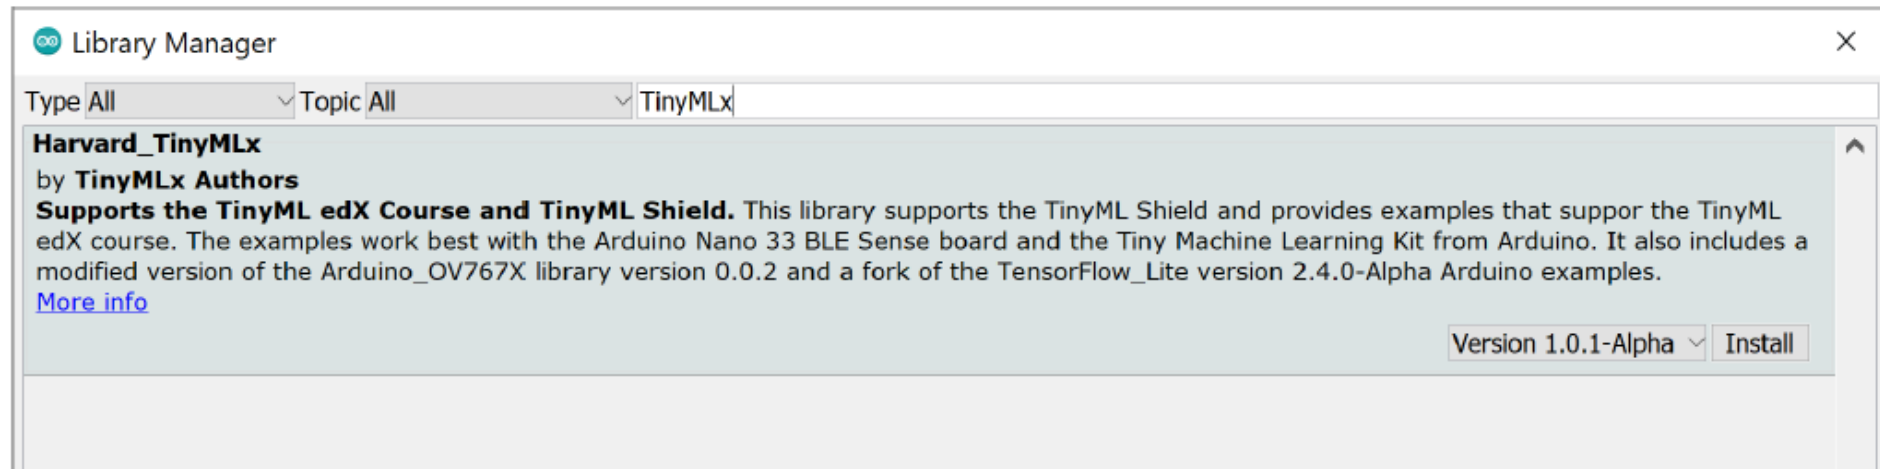 Library Manager
Type All Topic All TinyMLx
Harvard_TinyMLx
by TinyMLx Authors
Supports the TinyML edX Course and TinyML Shield. This library supports the TinyML Shield and provides examples that suppor the TinyML
edX course. The examples work best with the Arduino Nano 33 BLE Sense board and the Tiny Machine Learning Kit from Arduino. It also includes a
modified version of the Arduino_OV767X library version 0.0.2 and a fork of the TensorFlow_Lite version 2.4.0-Alpha Arduino examples.
More info
Version 1.0.1-Alpha Install